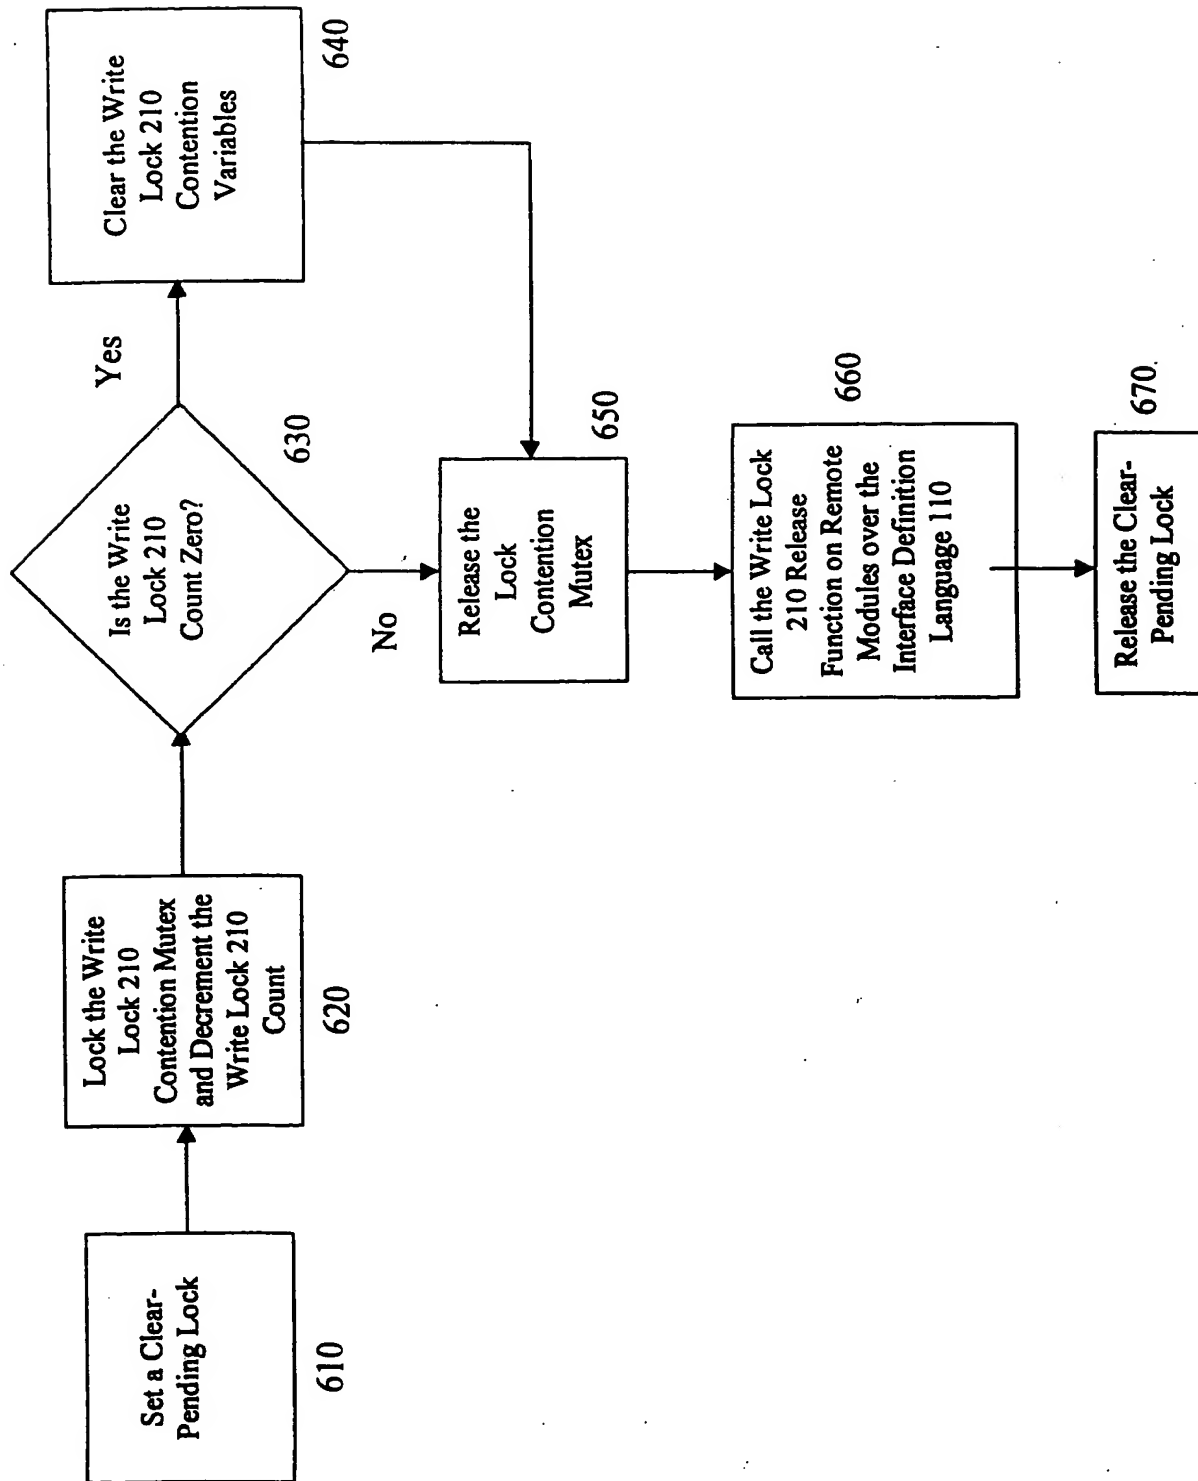 Set a Clear-
Pending Lock
610
Lock the Write
Lock 210
Contention Mutex
and Decrement the
Write Lock 210
Count
620
Is the Write
Lock 210
Count Zero?
630
Yes
Clear the Write
Lock 210
Contention
Variables
640
No
Release the
Lock
Contention
Mutex
650
Call the Write Lock
210 Release
Function on Remote
Modules over the
Interface Definition
Language 110
660
Release the Clear-
Pending Lock
670.